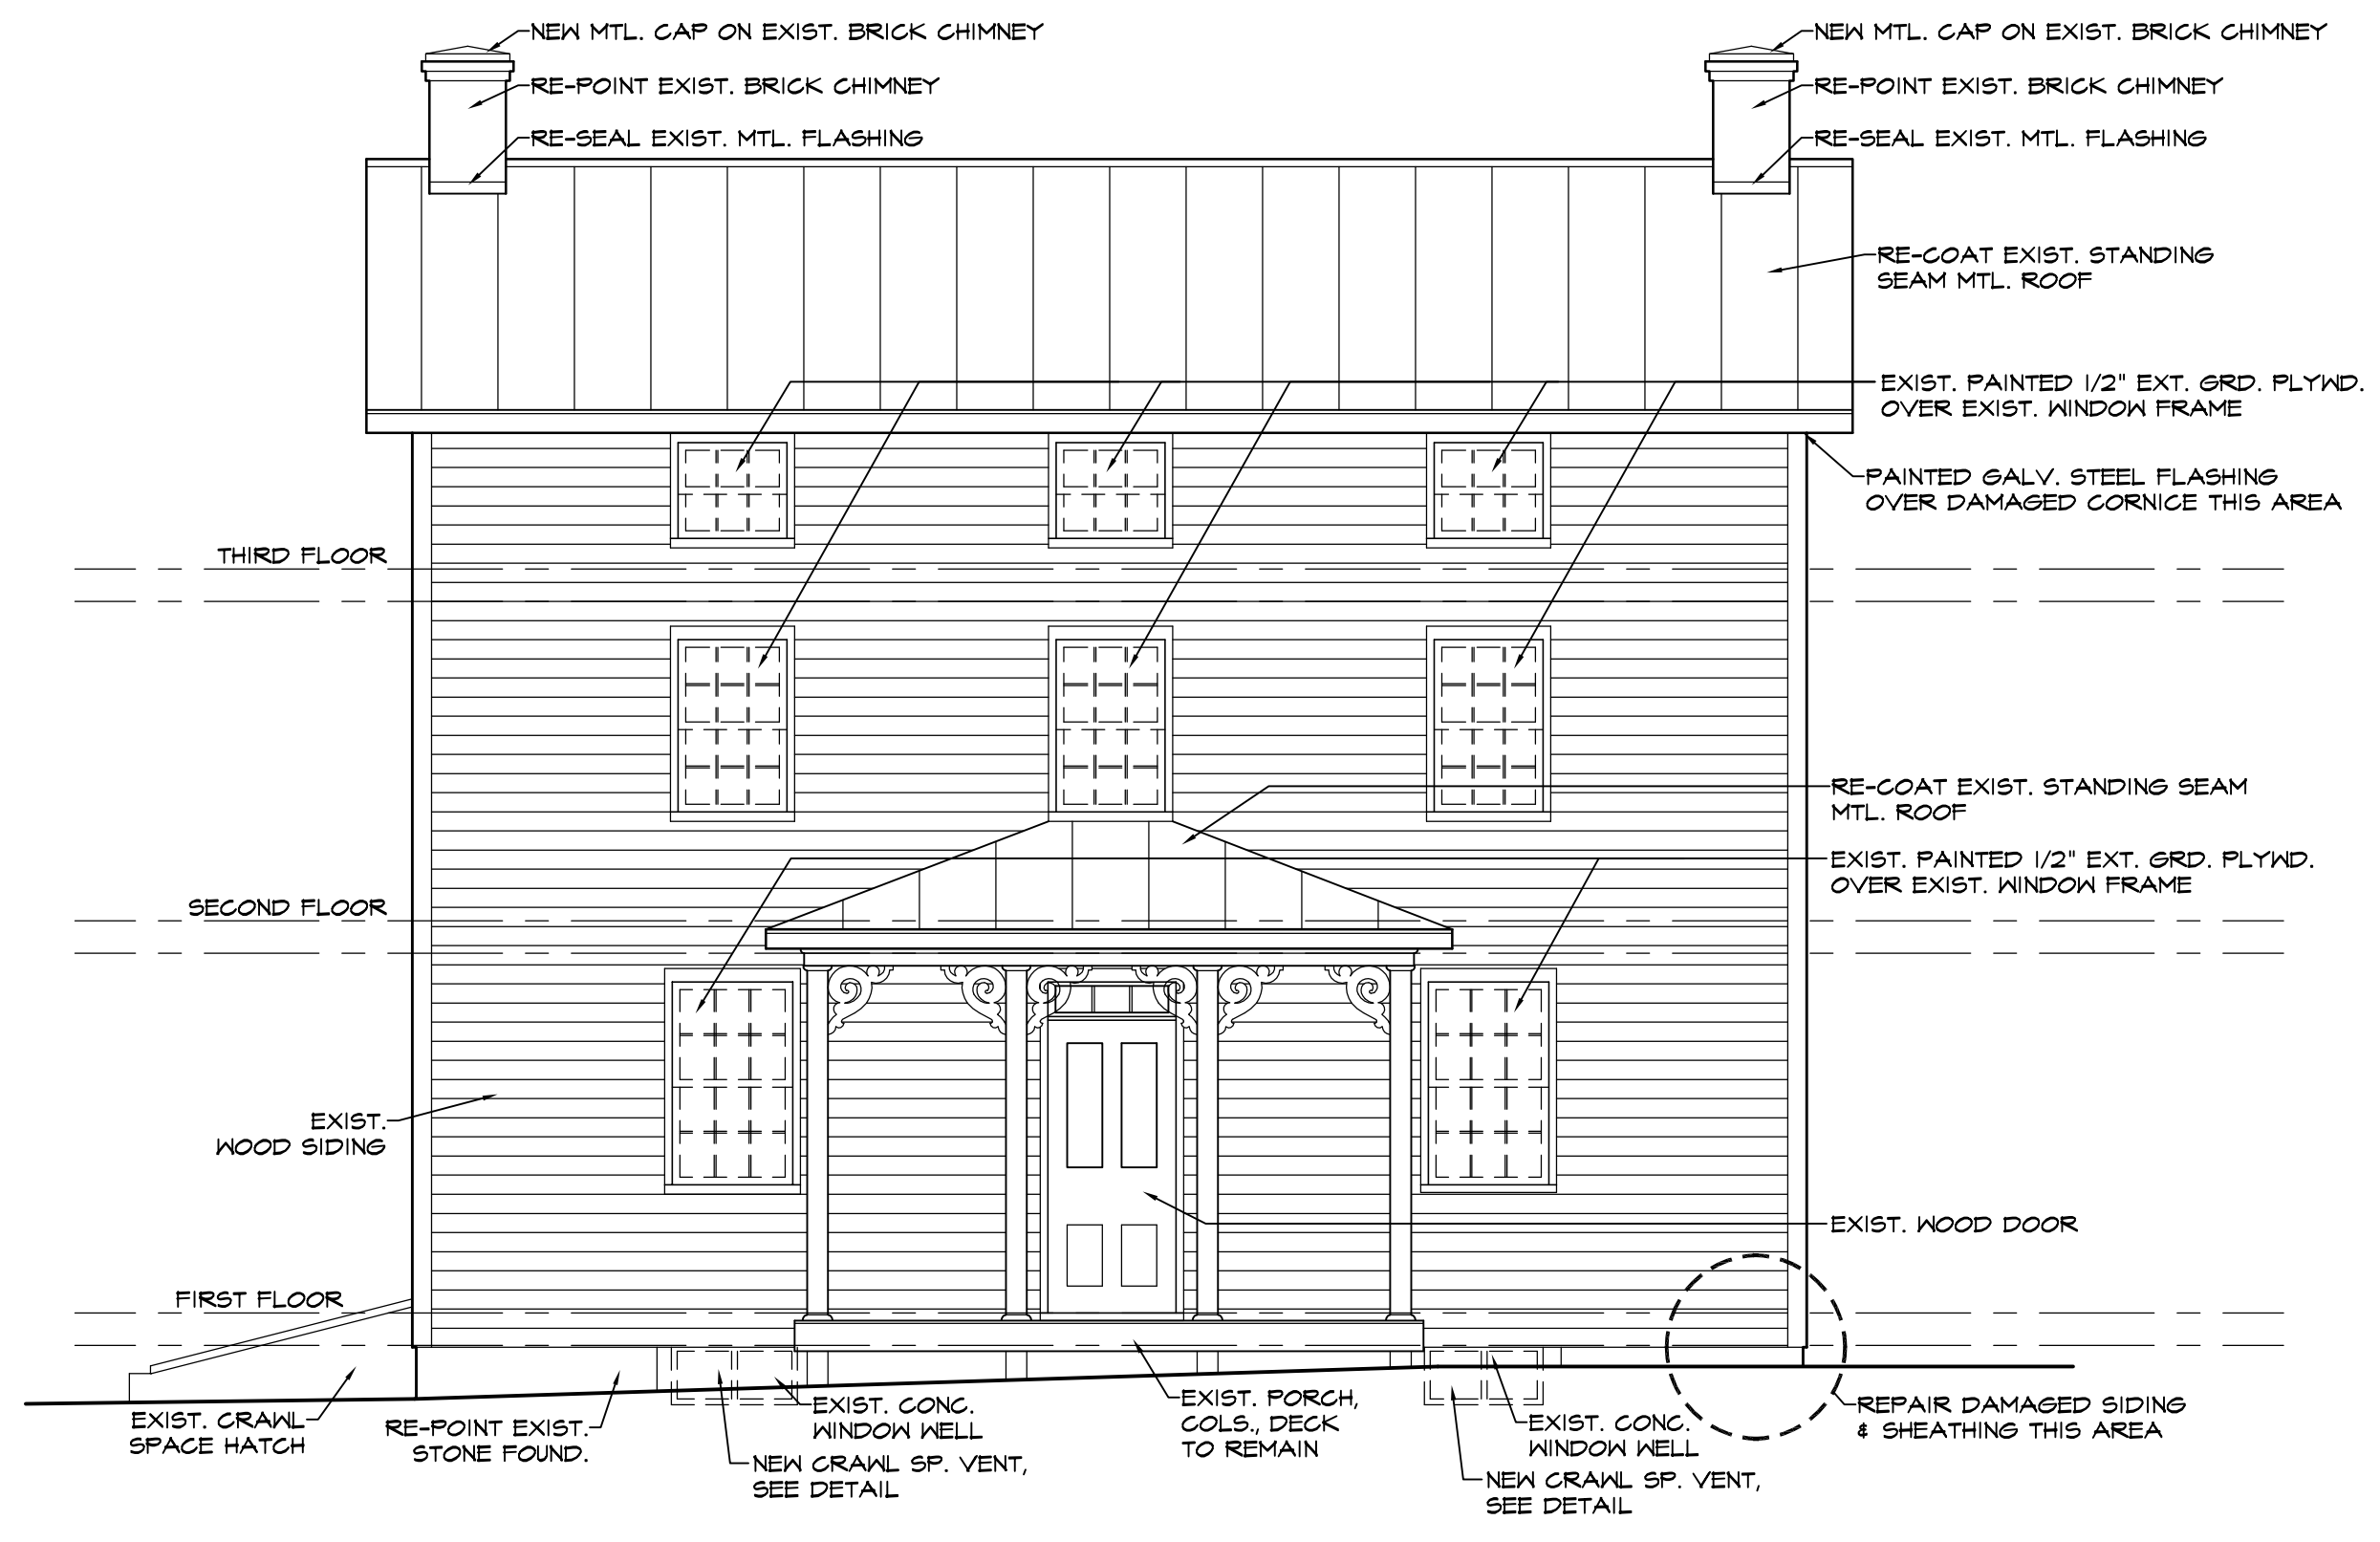 NEW MTL. CAP ON EXIST. BRICK CHIMNEY
RE-POINT EXIST. BRICK CHIMNEY
RE-SEAL EXIST. MTL. FLASHING
NEW MTL. CAP ON EXIST. BRICK CHIMNEY
RE-POINT EXIST. BRICK CHIMNEY
RE-SEAL EXIST. MTL. FLASHING
RE-COAT EXIST. STANDING
SEAM MTL. ROOF
EXIST. PAINTED 1/2" EXT. GRD. PLYWD.
OVER EXIST. WINDOW FRAME
PAINTED GALV. STEEL FLASHING
OVER DAMAGED CORNICE THIS AREA
THIRD FLOOR
RE-COAT EXIST. STANDING SEAM
MTL. ROOF
EXIST. PAINTED 1/2" EXT. GRD. PLYWD.
OVER EXIST. WINDOW FRAME
SECOND FLOOR
EXIST.
WOOD SIDING
EXIST. WOOD DOOR
FIRST FLOOR
EXIST. CRAWL
SPACE HATCH
RE-POINT EXIST.
STONE FOUND.
EXIST. CONC.
WINDOW WELL
NEW CRAWL SP. VENT,
SEE DETAIL
EXIST. PORCH,
COLS., DECK
TO REMAIN
EXIST. CONC.
WINDOW WELL
NEW CRAWL SP. VENT,
SEE DETAIL
REPAIR DAMAGED SIDING
& SHEATHING THIS AREA